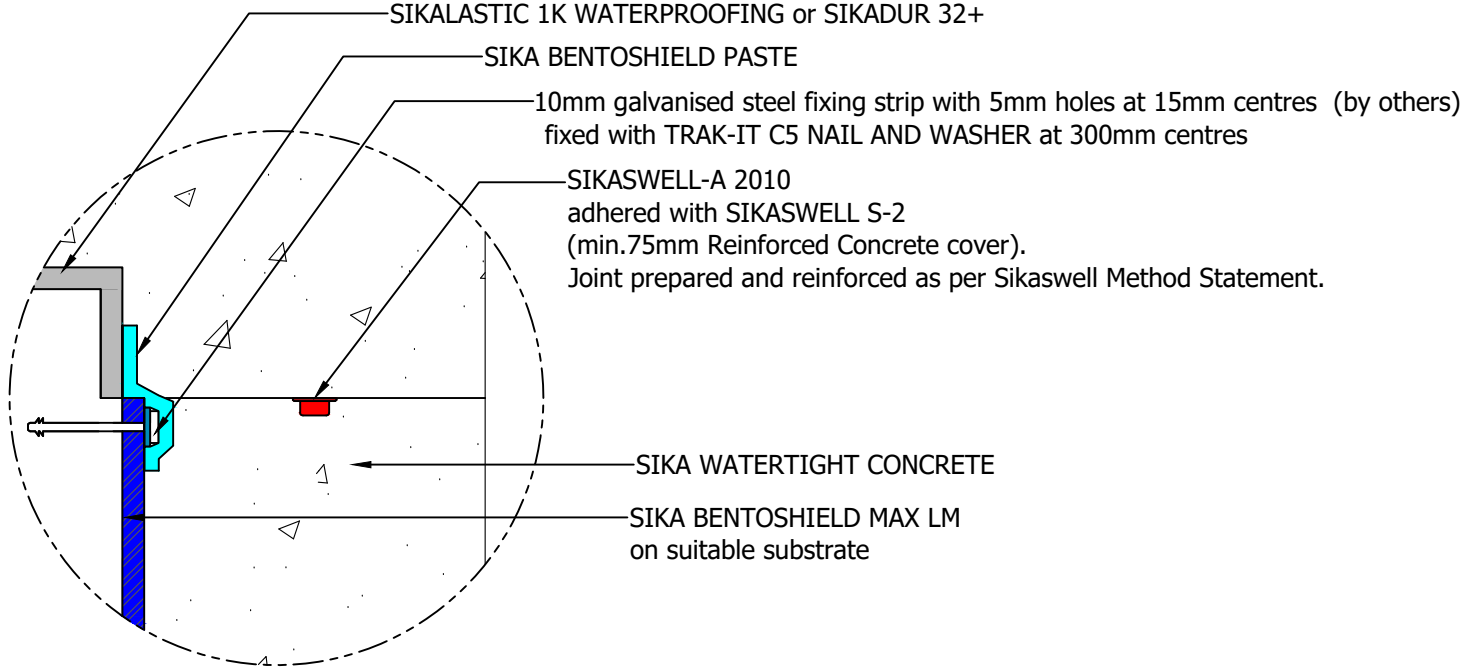 SIKALASTIC 1K WATERPROOFING or SIKADUR 32+
SIKA BENTOSHIELD PASTE
10mm galvanised steel fixing strip with 5mm holes at 15mm centres (by others)
fixed with TRAK-IT C5 NAIL AND WASHER at 300mm centres
SIKASWELL-A 2010
adhered with SIKASWELL S-2
(min.75mm Reinforced Concrete cover).
Joint prepared and reinforced as per Sikaswell Method Statement.
SIKA WATERTIGHT CONCRETE
SIKA BENTOSHIELD MAX LM
on suitable substrate